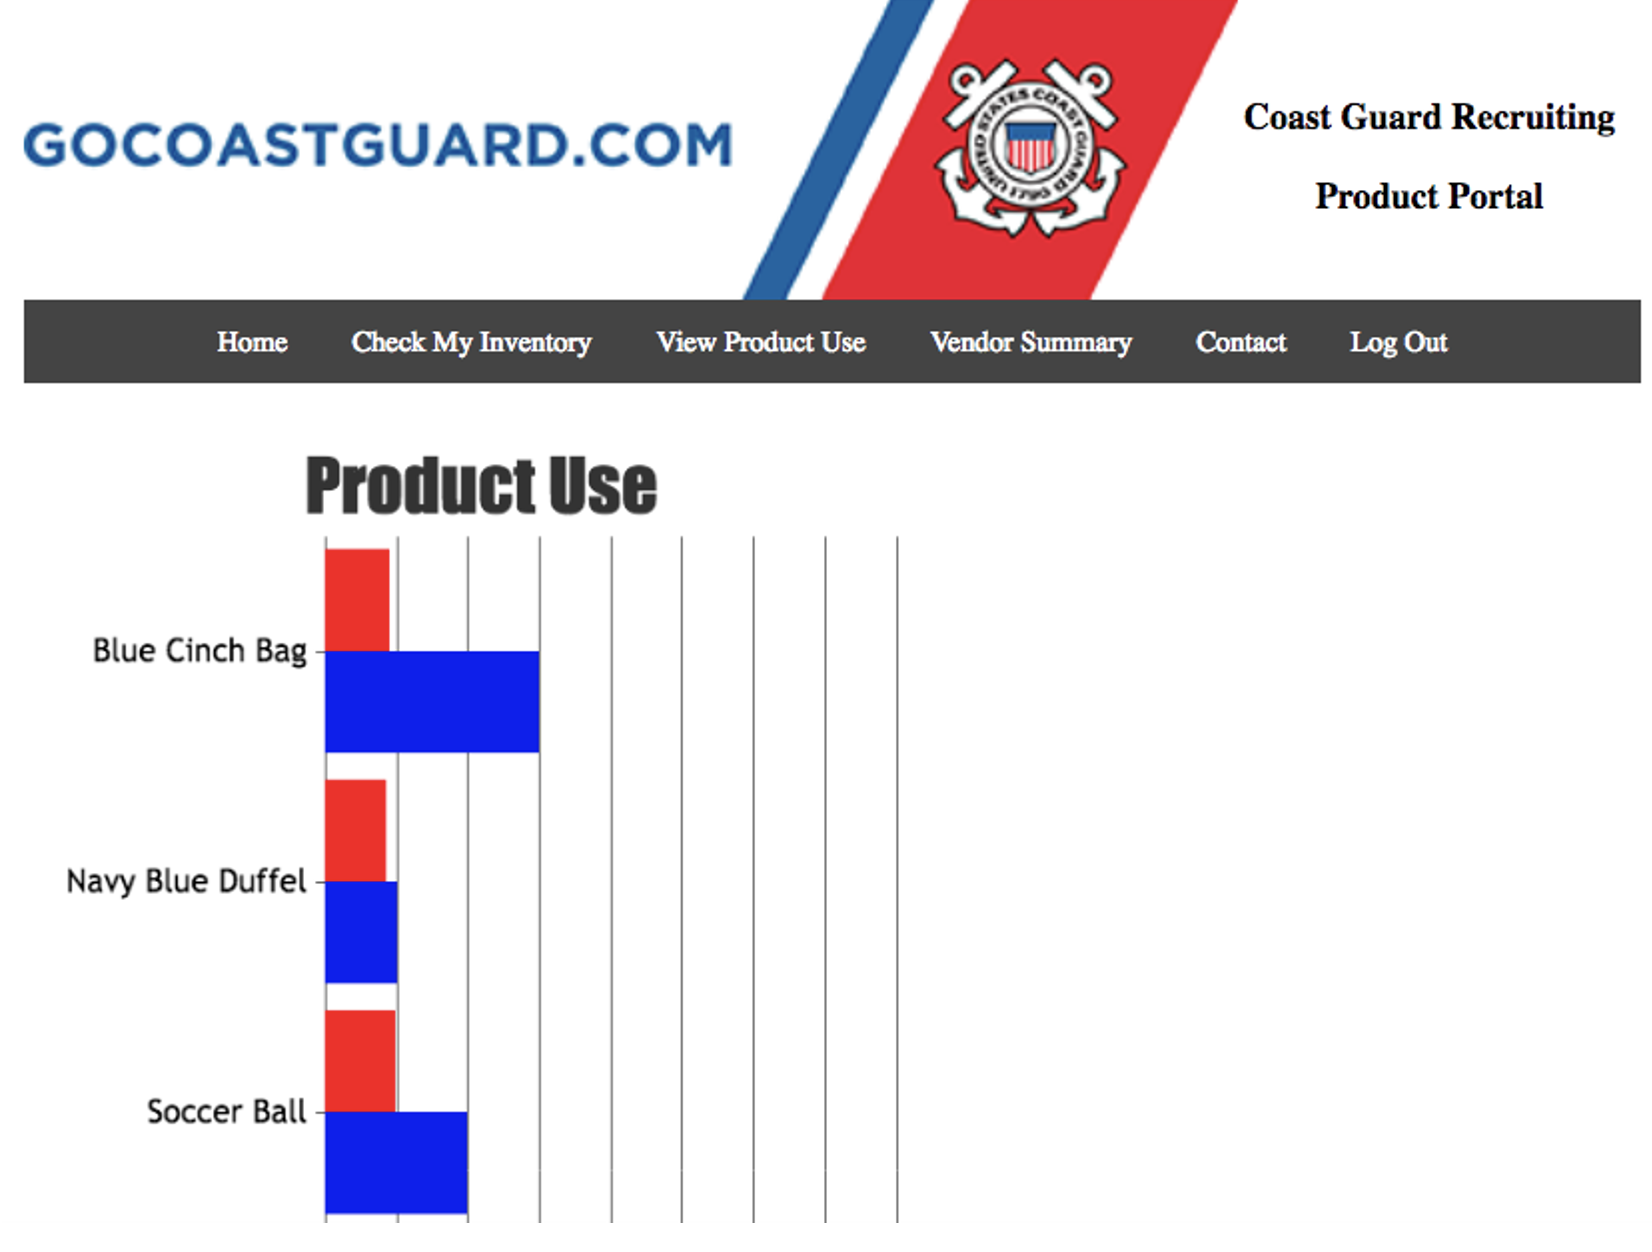 GOCOASTGUARD.COM
UNITED STATES COAST GUARD
1790
Coast Guard Recruiting
Product Portal
Home Check My Inventory View Product Use Vendor Summary Contact Log Out
Product Use
Blue Cinch Bag
Navy Blue Duffel
Soccer Ball